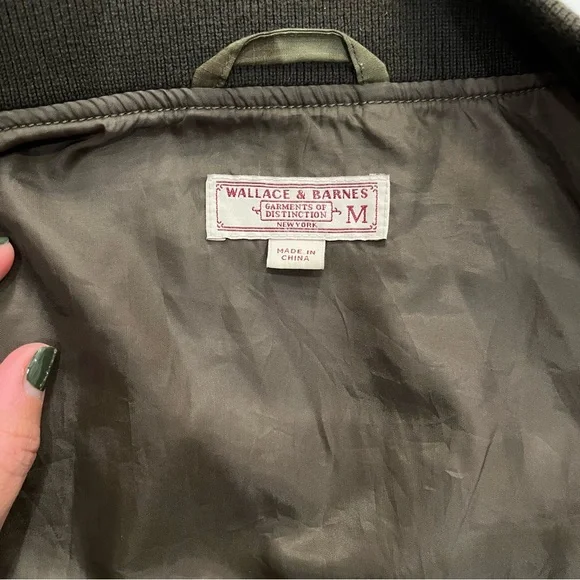 WALLACE & BARNES
GARMENTS OF
DISTINCTION
M
NEW YORK
MADE IN
CHINA